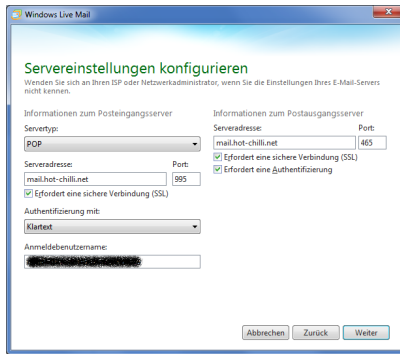 Windows Live Mail
Servereinstellungen konfigurieren
Wenden Sie sich an Ihren ISP oder Netzwerkadministrator, wenn Sie die Einstellungen Ihres E-Mail-Servers
nicht kennen.
Informationen zum Posteingangsserver
Servertyp:
POP
Serveradresse: Port:
mail.hot-chilli.net 995
Erfordert eine sichere Verbindung (SSL)
Authentifizierung mit:
Klartext
Anmeldebenutzername:
Informationen zum Postausgangsserver
Serveradresse: Port:
mail.hot-chilli.net 465
Erfordert eine sichere Verbindung (SSL)
Erfordert eine Authentifizierung
Abbrechen Zurück Weiter